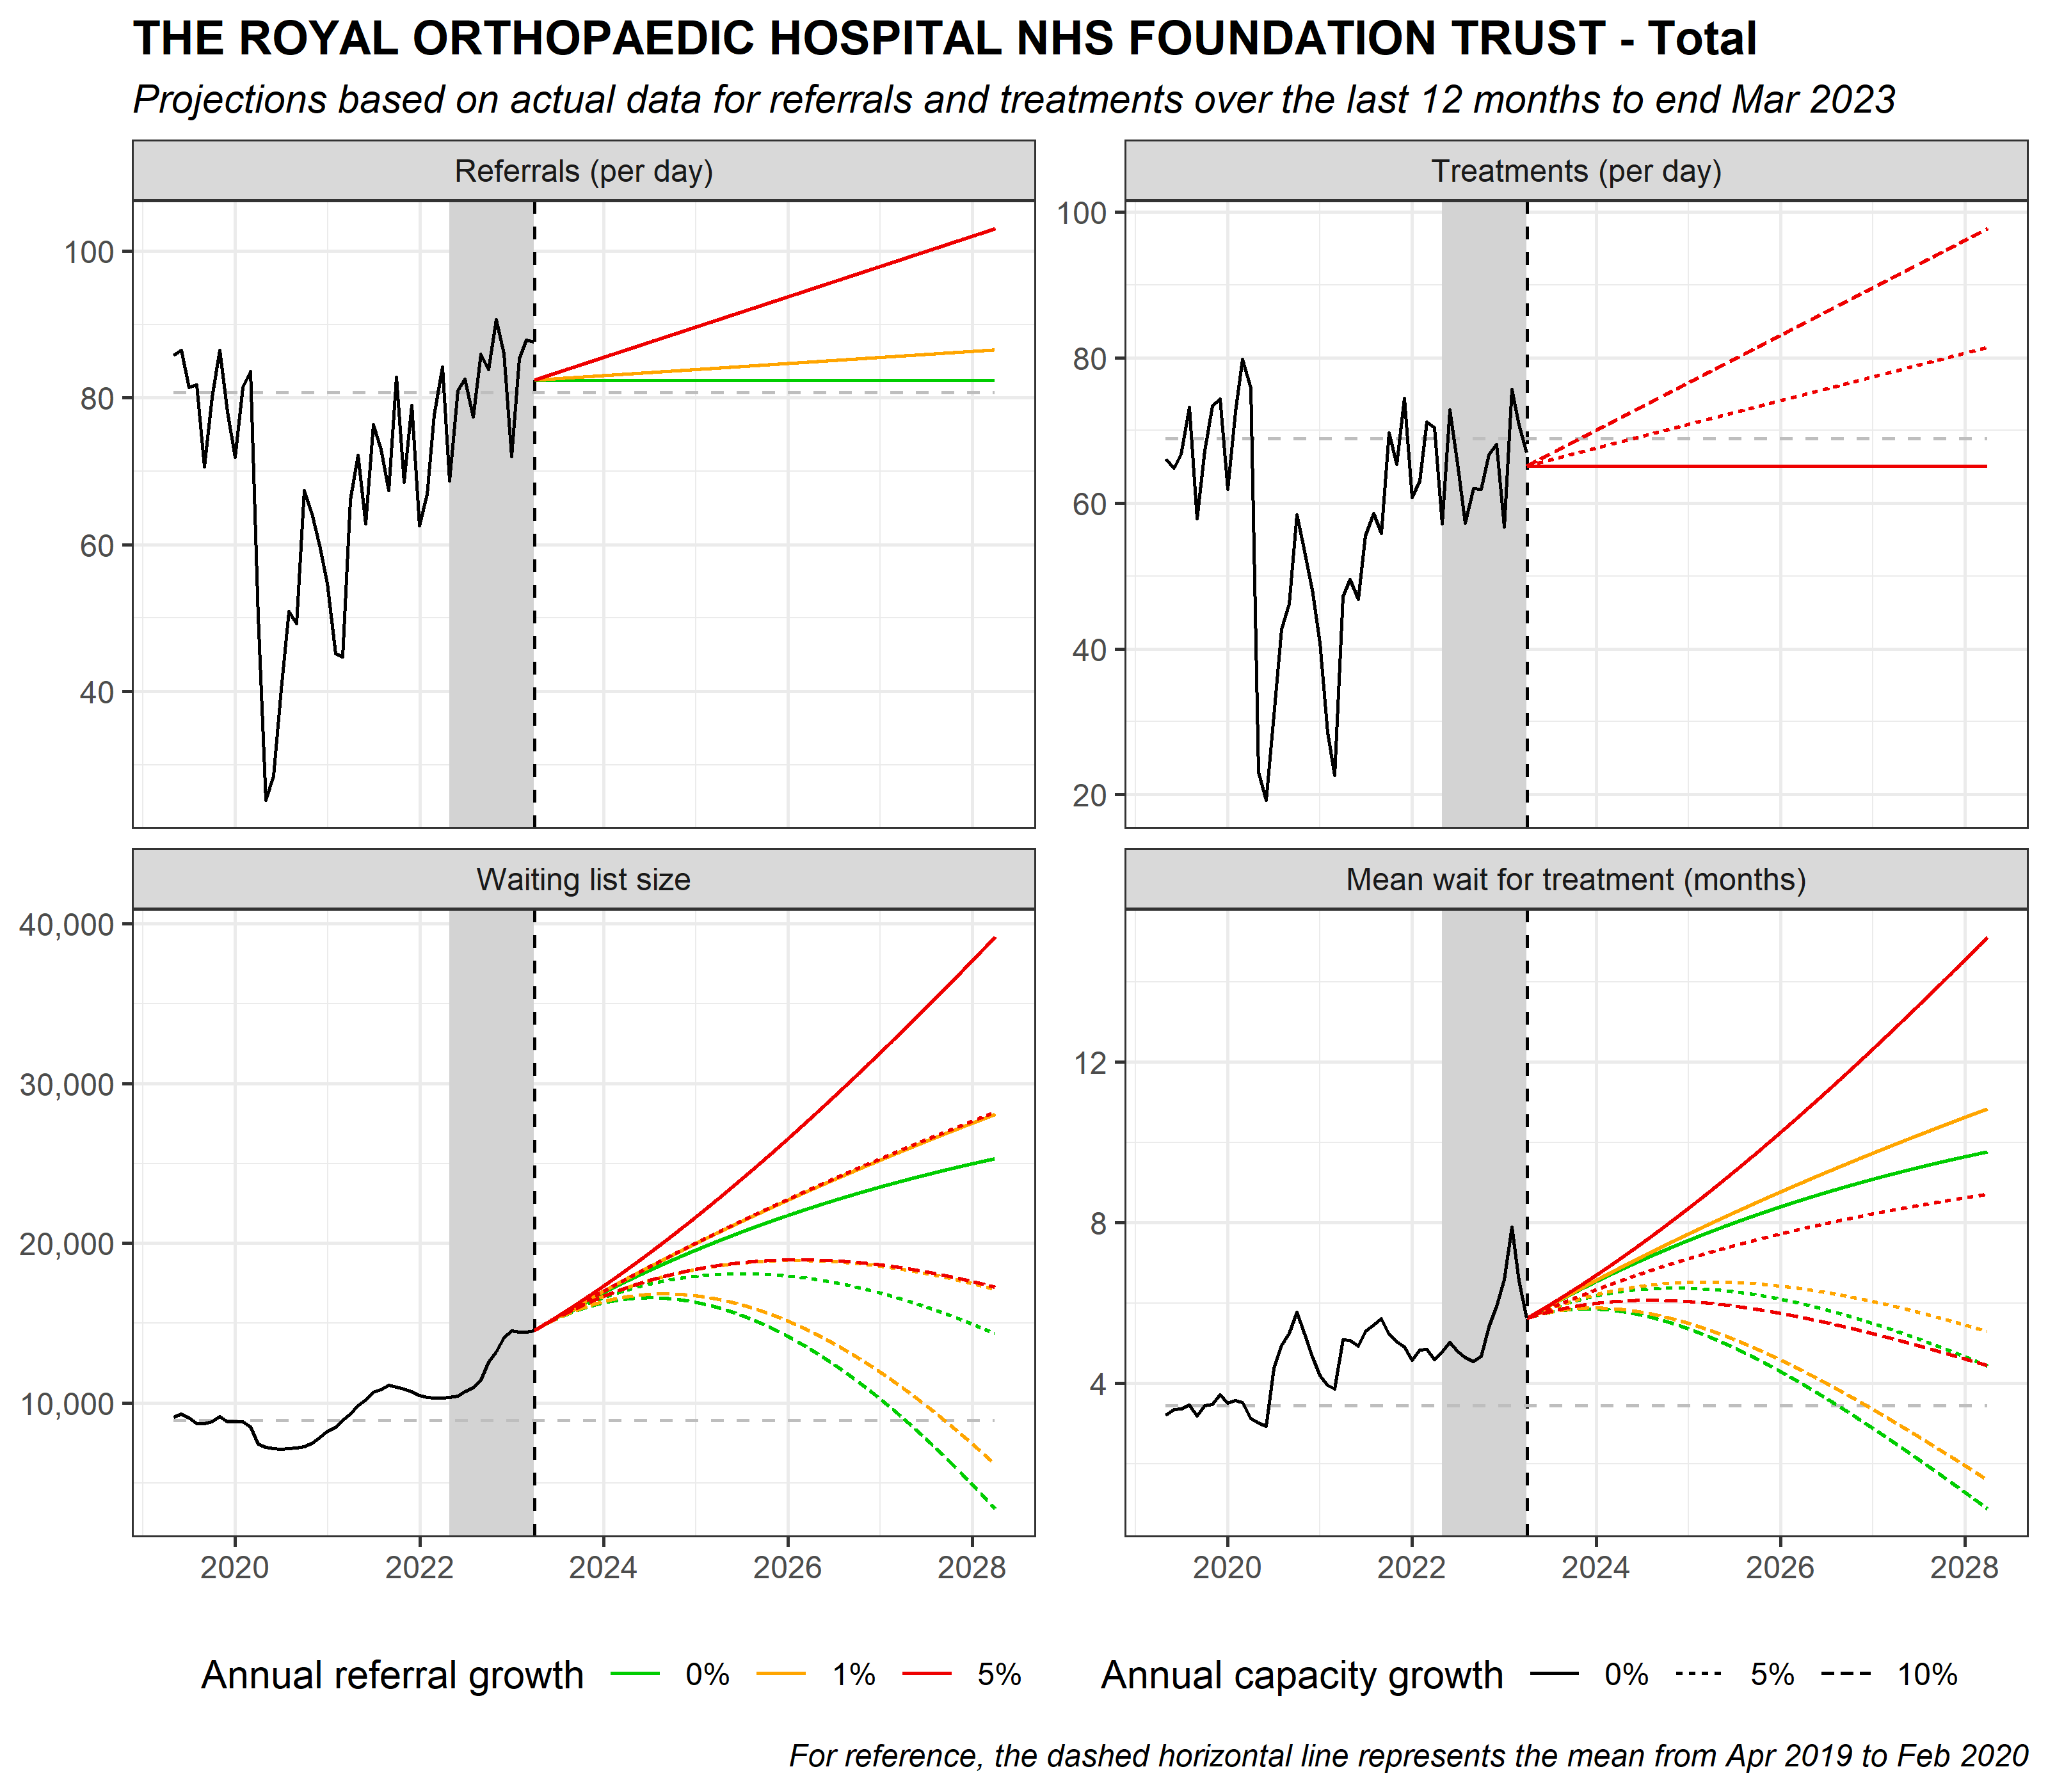 THE ROYAL ORTHOPAEDIC HOSPITAL NHS FOUNDATION TRUST - Total
Projections based on actual data for referrals and treatments over the last 12 months to end Mar 2023
Referrals (per day)
100
80
60
40
Treatments (per day)
100
80
60
40
20
Waiting list size
40,000
30,000
20,000
10,000
2020 2022 2024 2026 2028
Mean wait for treatment (months)
12
8
4
2020 2022 2024 2026 2028
Annual referral growth 0% 1% 5%
Annual capacity growth 0% 5% 10%
For reference, the dashed horizontal line represents the mean from Apr 2019 to Feb 2020